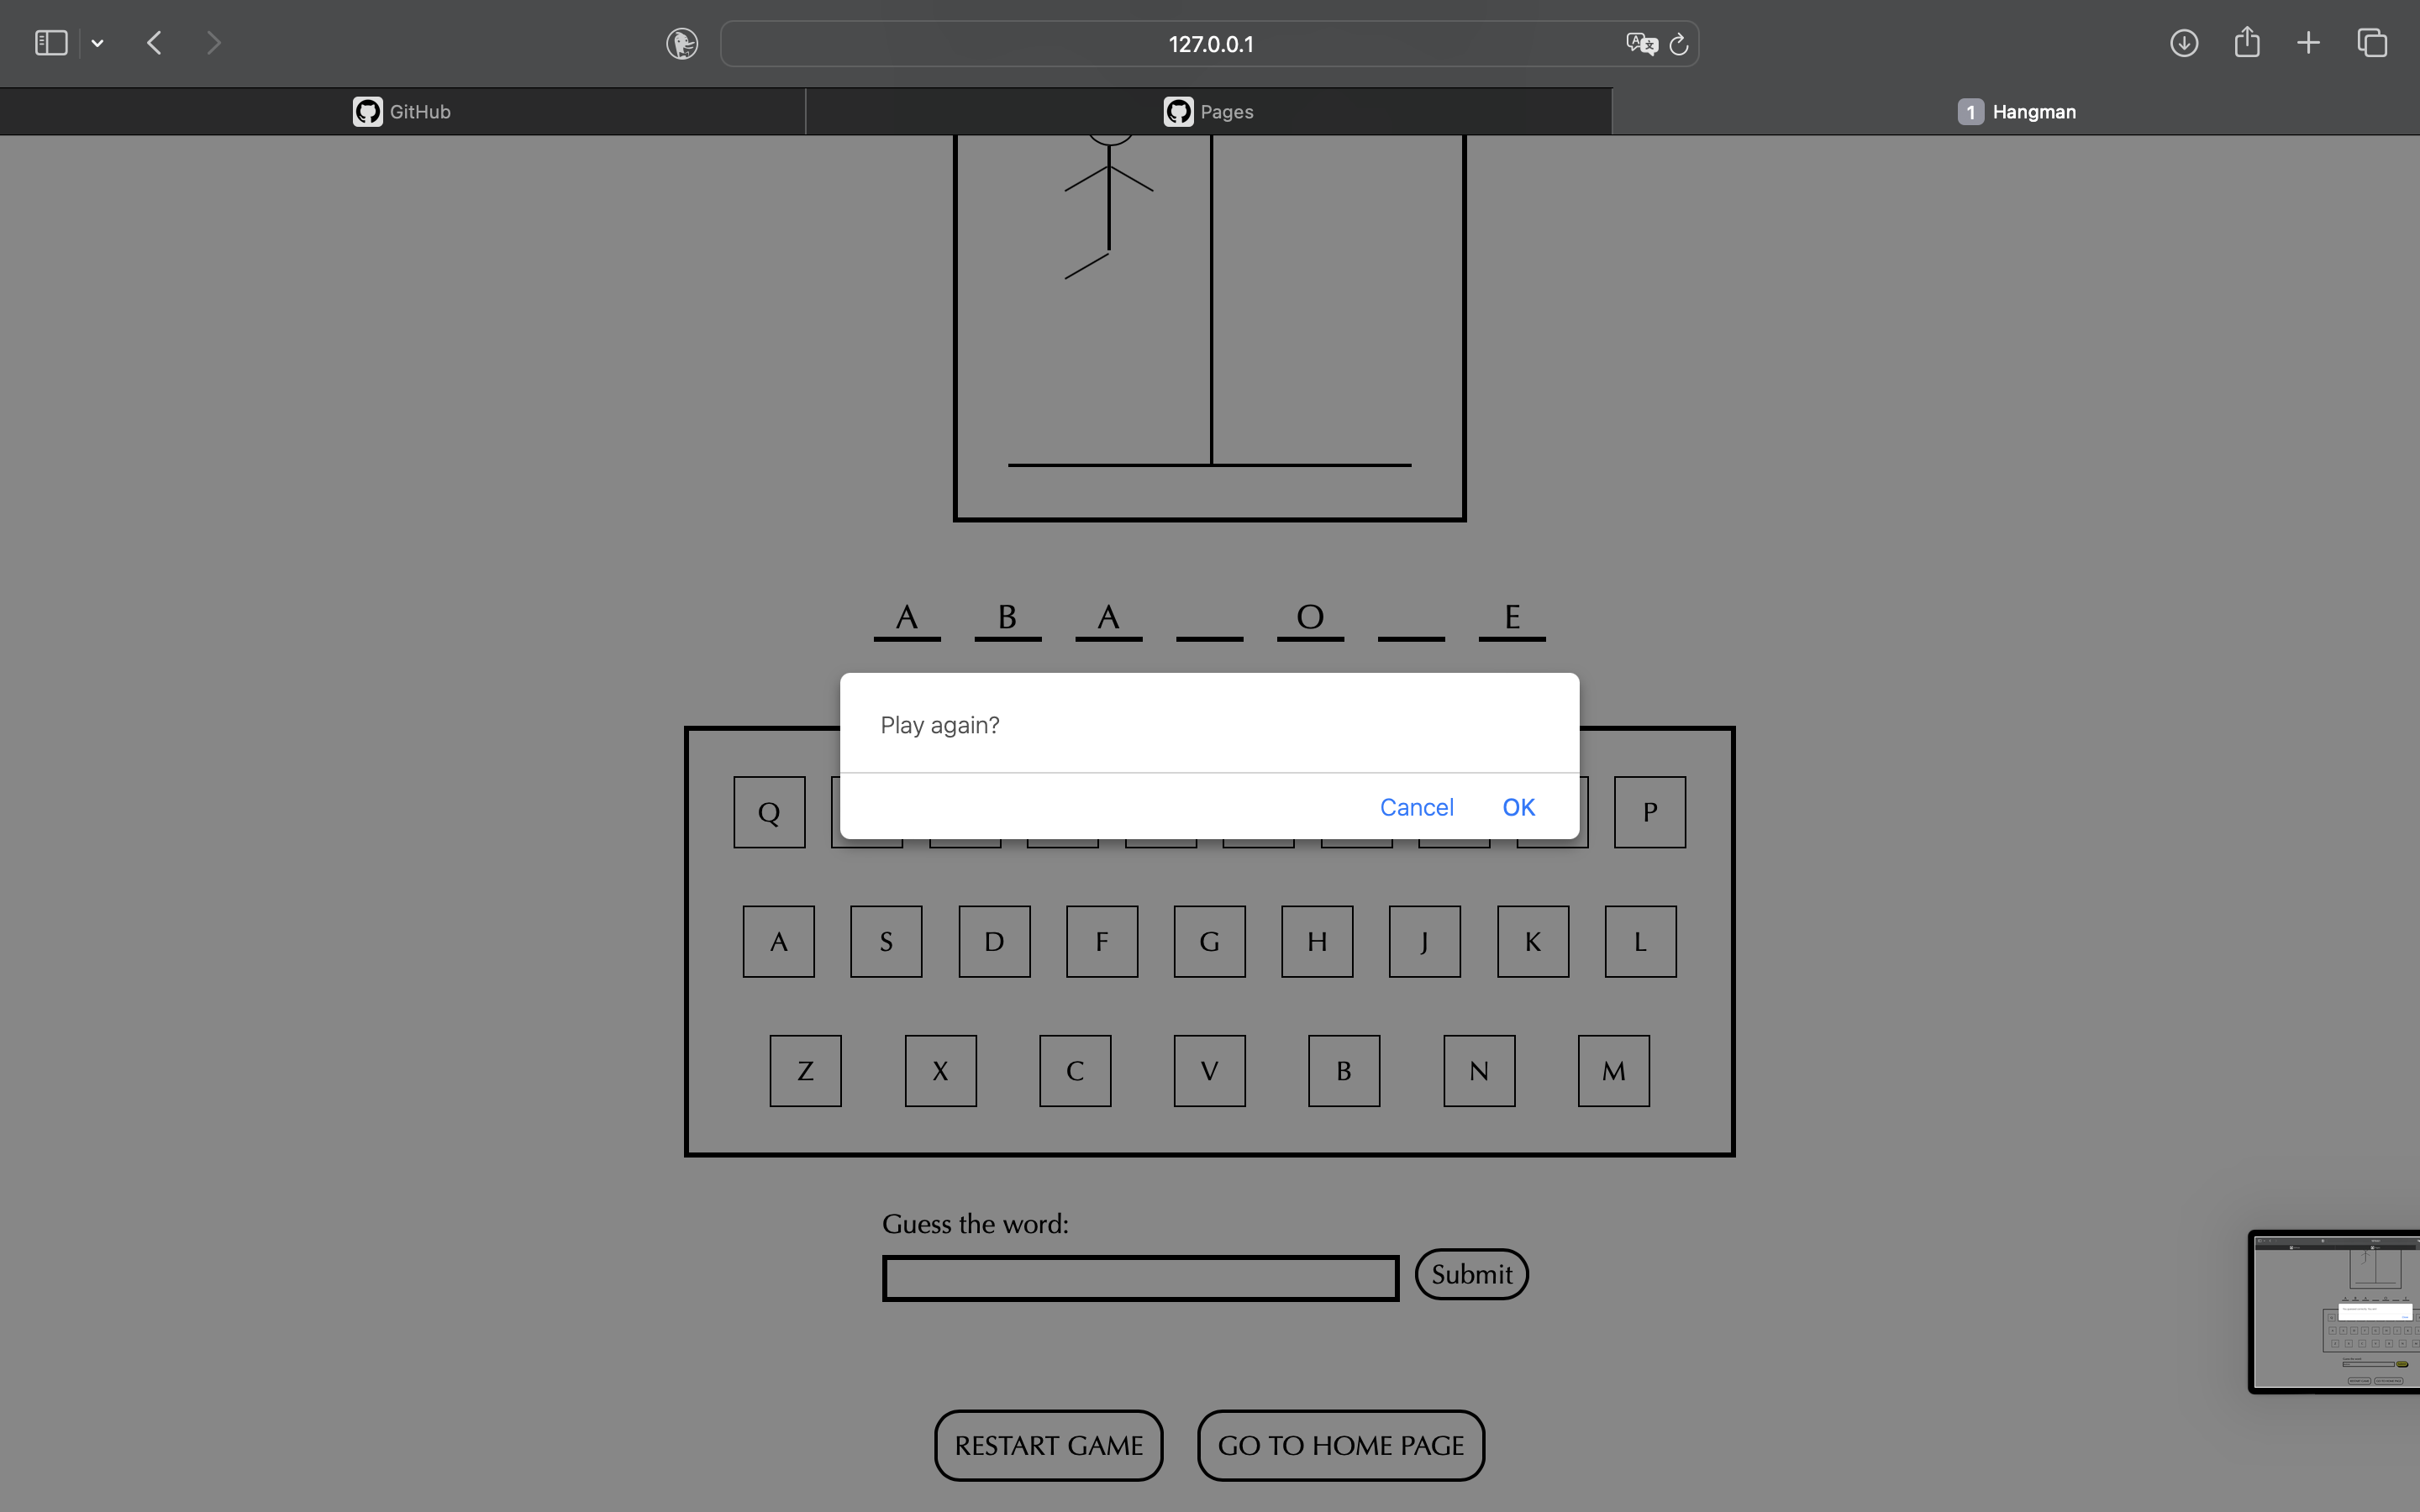 127.0.0.1
GitHub
Pages
1 Hangman
A B A O E
Play again?
Cancel OK
Q P
A S D F G H J K L
Z X C V B N M
Guess the word:
Submit
RESTART GAME GO TO HOME PAGE